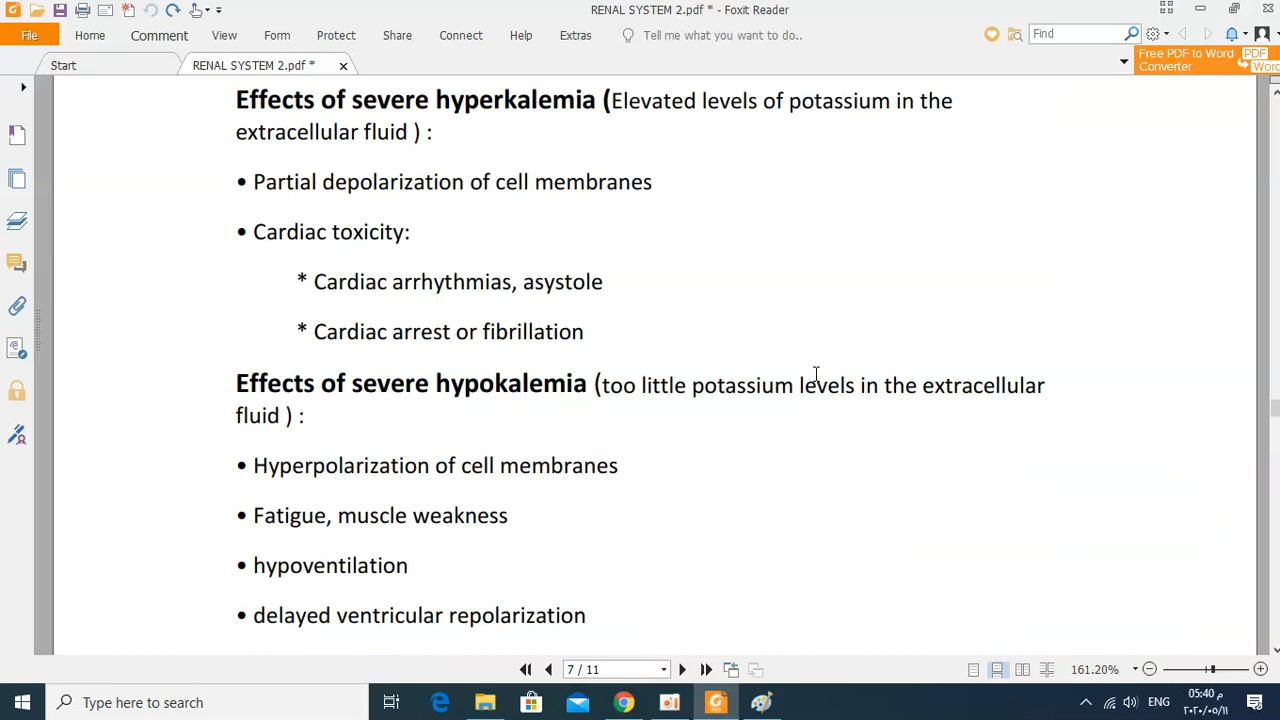 RENAL SYSTEM 2.pdf * - Foxit Reader
File Home Comment View Form Protect Share Connect Help Extras Tell me what you want to do.. Find
Start RENAL SYSTEM 2.pdf * Free PDF to Word Converter PDF Word
Effects of severe hyperkalemia (Elevated levels of potassium in the
extracellular fluid ) :
• Partial depolarization of cell membranes
• Cardiac toxicity:
* Cardiac arrhythmias, asystole
* Cardiac arrest or fibrillation
Effects of severe hypokalemia (too little potassium levels in the extracellular
fluid ) :
• Hyperpolarization of cell membranes
• Fatigue, muscle weakness
• hypoventilation
• delayed ventricular repolarization
7 / 11 161.20%
Type here to search ENG 05:40 م